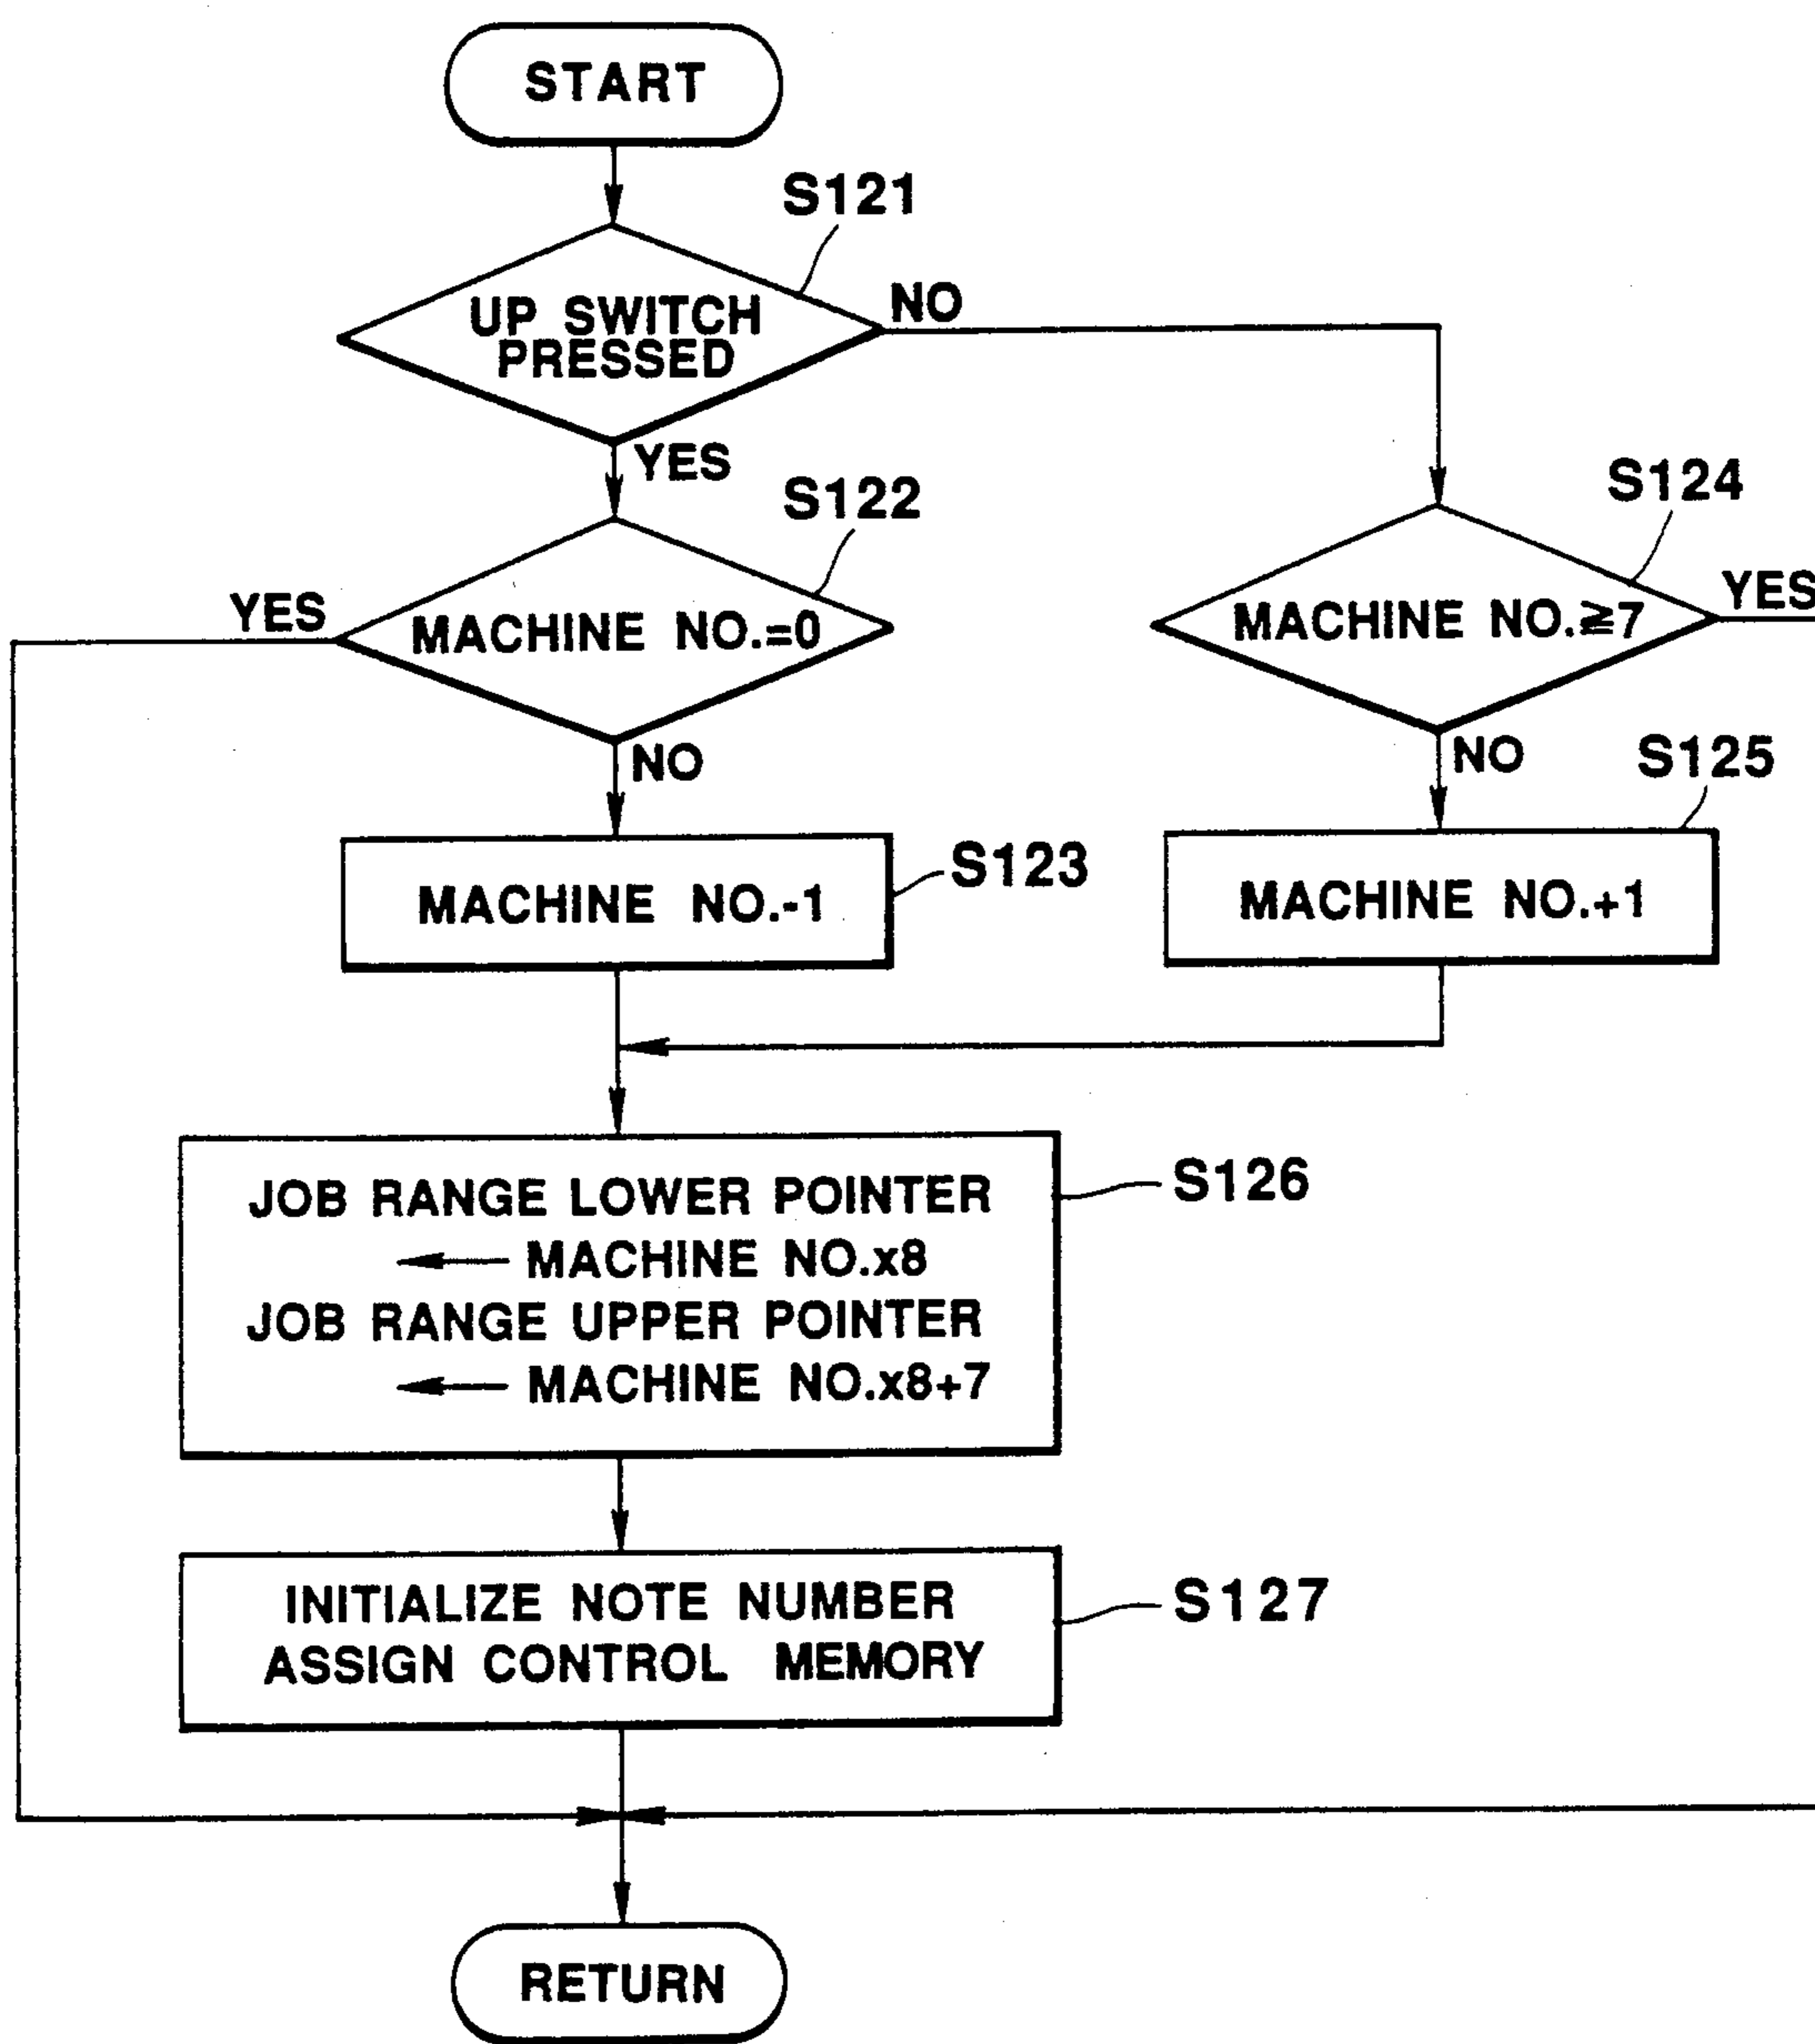 START
S121
UP SWITCH
PRESSED
NO
YES
S122
S124
YES
MACHINE NO.=0
MACHINE NO.≧7
YES
NO
NO
S125
MACHINE NO.-1
S123
MACHINE NO.+1
JOB RANGE LOWER POINTER
← MACHINE NO.x8
JOB RANGE UPPER POINTER
← MACHINE NO.x8+7
S126
INITIALIZE NOTE NUMBER
ASSIGN CONTROL MEMORY
S127
RETURN